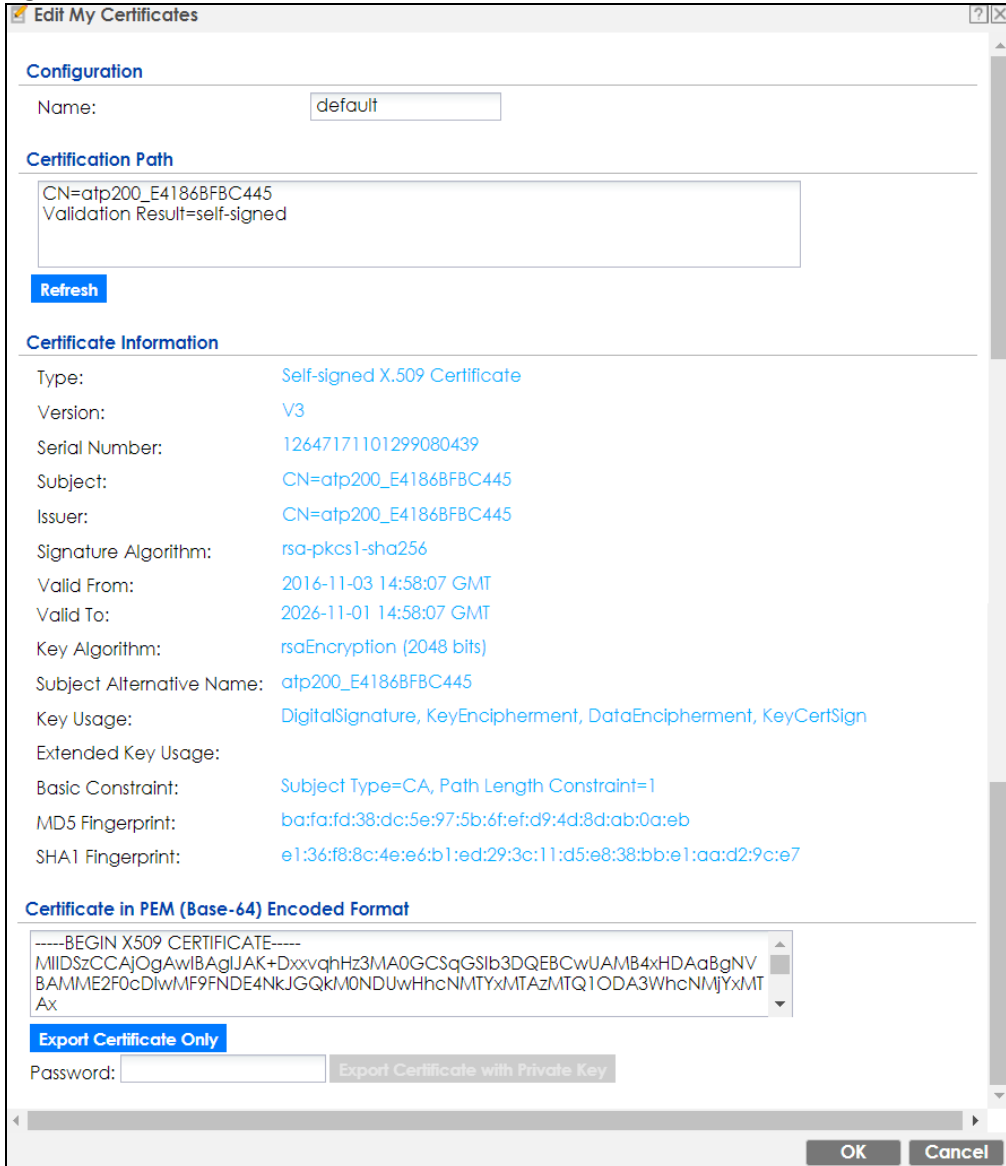 Edit My Certificates
Configuration
Name: default
Certification Path
CN=atp200_E4186BFBC445
Validation Result=self-signed
Refresh
Certificate Information
Type: Self-signed X.509 Certificate
Version: V3
Serial Number: 12647171101299080439
Subject: CN=atp200_E4186BFBC445
Issuer: CN=atp200_E4186BFBC445
Signature Algorithm: rsa-pkcs1-sha256
Valid From: 2016-11-03 14:58:07 GMT
Valid To: 2026-11-01 14:58:07 GMT
Key Algorithm: rsaEncryption (2048 bits)
Subject Alternative Name: atp200_E4186BFBC445
Key Usage: DigitalSignature, KeyEncipherment, DataEncipherment, KeyCertSign
Extended Key Usage:
Basic Constraint: Subject Type=CA, Path Length Constraint=1
MD5 Fingerprint: ba:fa:fd:38:dc:5e:97:5b:6f:ef:d9:4d:8d:ab:0a:eb
SHA1 Fingerprint: e1:36:f8:8c:4e:e6:b1:ed:29:3c:11:d5:e8:38:bb:e1:aa:d2:9c:e7
Certificate in PEM (Base-64) Encoded Format
-----BEGIN X509 CERTIFICATE-----
MIIDSzCCAjOgAwIBAgIJAK+DxxvqhHz3MA0GCSqGSIb3DQEBCwUAMB4xHDAaBgNV
BAMME2F0cDIwMF9FNDE4NkJGQkM0NDUwHhcNMTYxMTAzMTQ1ODA3WhcNMjYxMT
Ax
Export Certificate Only
Password: Export Certificate with Private Key
OK Cancel